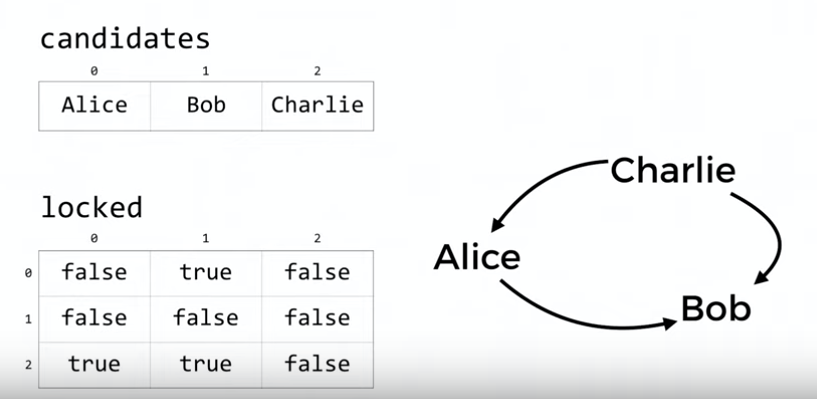 candidates
0 1 2
Alice Bob Charlie
locked
0 1 2
0 false true false
1 false false false
2 true true false
Charlie
Alice
Bob